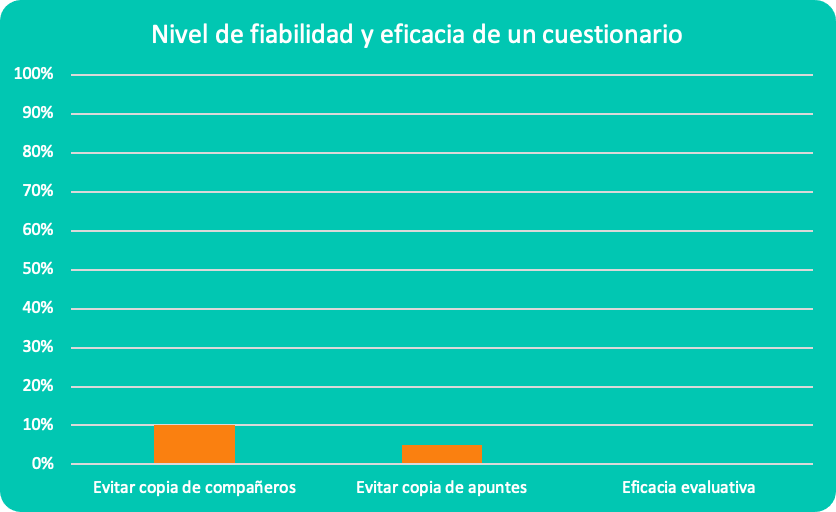 Nivel de fiabilidad y eficacia de un cuestionario
100%
90%
80%
70%
60%
50%
40%
30%
20%
10%
0%
Evitar copia de compañeros
Evitar copia de apuntes
Eficacia evaluativa